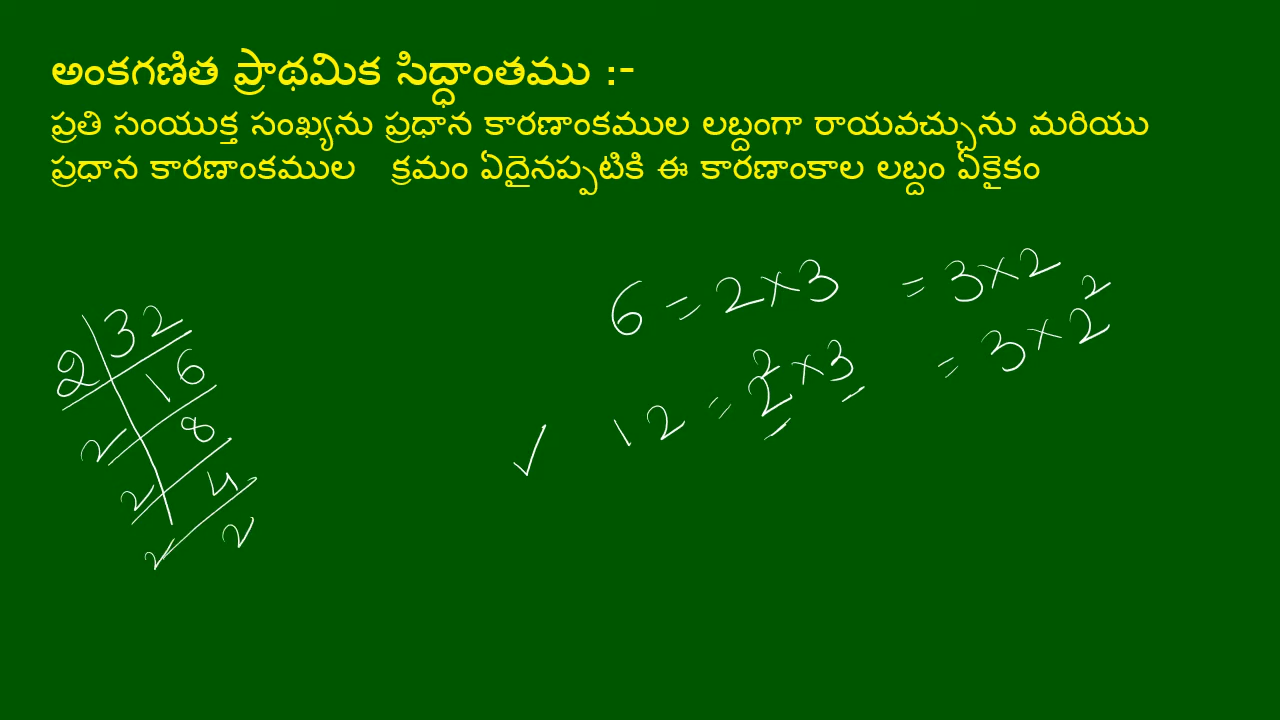 అంకగణిత ప్రాథమిక సిద్ధాంతము :-
ప్రతి సంయుక్త సంఖ్యను ప్రధాన కారణాంకముల లబ్దంగా రాయవచ్చును మరియు
ప్రధాన కారణాంకముల క్రమం ఏదైనప్పటికి ఈ కారణాంకాల లబ్దం ఏకైకం
6 = 2 × 3 = 3 × 2
✓ 12 = 2² × 3 = 3 × 2²
2 | 32
2 | 16
2 | 8
2 | 4
2